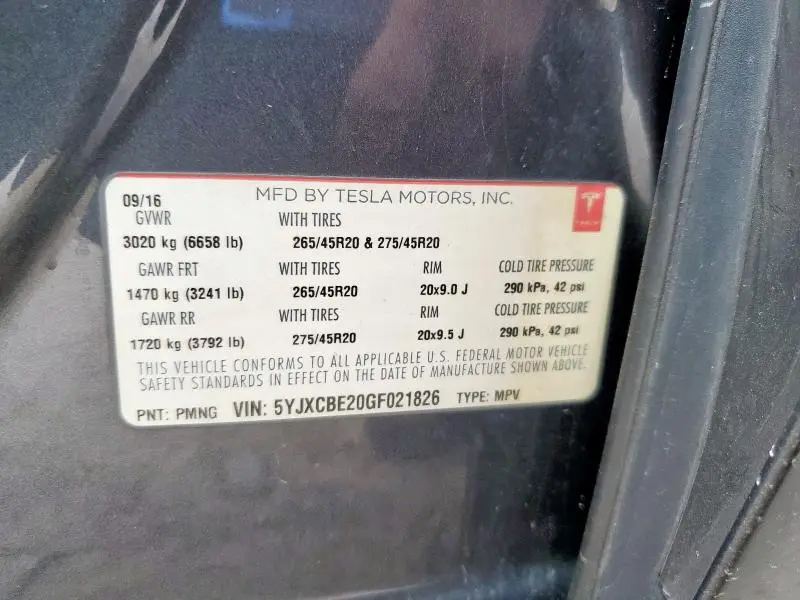 09/16 MFD BY TESLA MOTORS, INC.
GVWR WITH TIRES
3020 kg (6658 lb) 265/45R20 & 275/45R20
GAWR FRT WITH TIRES RIM COLD TIRE PRESSURE
1470 kg (3241 lb) 265/45R20 20x9.0 J 290 kPa, 42 psi
GAWR RR WITH TIRES RIM COLD TIRE PRESSURE
1720 kg (3792 lb) 275/45R20 20x9.5 J 290 kPa, 42 psi
THIS VEHICLE CONFORMS TO ALL APPLICABLE U.S. FEDERAL MOTOR VEHICLE
SAFETY STANDARDS IN EFFECT ON THE DATE OF MANUFACTURE SHOWN ABOVE.
PNT: PMNG VIN: 5YJXCBE20GF021826 TYPE: MPV